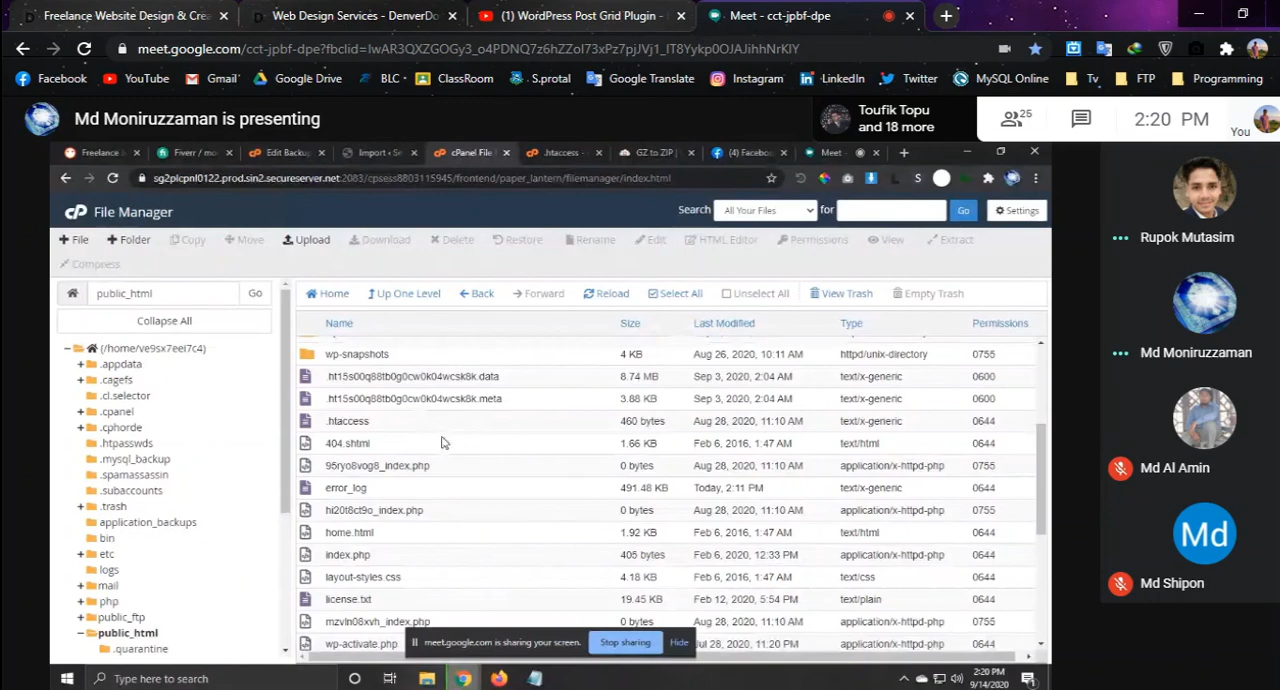 Freelance Website Design & Cre
Web Design Services - DenverDo
(1) WordPress Post Grid Plugin -
Meet - cct-jpbf-dpe
meet.google.com/cct-jpbf-dpe?fbclid=IwAR3QXZGOGy3_o4PDNQ7z6hZZoI73xPz7pjJVj1_IT8Yykp0OJAJihhNrKIY
Facebook
YouTube
Gmail
Google Drive
BLC
ClassRoom
S.protal
Google Translate
Instagram
LinkedIn
Twitter
MySQL Online
Tv
FTP
Programming
Md Moniruzzaman is presenting
Toufik Topu
and 18 more
25
2:20 PM
You
Freelance
Fiverr / mo
Edit Backup
Import ‹ Se
cPanel File
.htaccess -
GZ to ZIP |
(4) Faceboo
Meet -
sg2plcpnl0122.prod.sin2.secureserver.net:2083/cpsess8803115945/frontend/paper_lantern/filemanager/index.html
cP File Manager
Search All Your Files for Go Settings
File Folder Copy Move Upload Download Delete Restore Rename Edit HTML Editor Permissions View Extract
Compress
public_html Go
Home Up One Level Back Forward Reload Select All Unselect All View Trash Empty Trash
Collapse All
(/home/ve9sx7eei7c4)
.appdata
.cagefs
.cl.selector
.cpanel
.cphorde
.htpasswds
.mysql_backup
.spamassassin
.subaccounts
.trash
application_backups
bin
etc
logs
mail
php
public_ftp
public_html
.quarantine
Name Size Last Modified Type Permissions
wp-snapshots 4 KB Aug 26, 2020, 10:11 AM httpd/unix-directory 0755
.ht15s00q88tb0g0cw0k04wcsk8k.data 8.74 MB Sep 3, 2020, 2:04 AM text/x-generic 0600
.ht15s00q88tb0g0cw0k04wcsk8k.meta 3.88 KB Sep 3, 2020, 2:04 AM text/x-generic 0600
.htaccess 460 bytes Aug 28, 2020, 11:10 AM text/x-generic 0644
404.shtml 1.66 KB Feb 6, 2016, 1:47 AM text/html 0644
95ryo8vog8_index.php 0 bytes Aug 28, 2020, 11:10 AM application/x-httpd-php 0755
error_log 491.48 KB Today, 2:11 PM text/x-generic 0644
hi20t8ct9o_index.php 0 bytes Aug 28, 2020, 11:10 AM application/x-httpd-php 0755
home.html 1.92 KB Feb 6, 2016, 1:47 AM text/html 0644
index.php 405 bytes Feb 6, 2020, 12:33 PM application/x-httpd-php 0644
layout-styles.css 4.18 KB Feb 6, 2016, 1:47 AM text/css 0644
license.txt 19.45 KB Feb 12, 2020, 5:54 PM text/plain 0644
mzvln08xvh_index.php 0 bytes Aug 28, 2020, 11:10 AM application/x-httpd-php 0755
wp-activate.php Jul 28, 2020, 11:20 PM application/x-httpd-php 0644
meet.google.com is sharing your screen. Stop sharing Hide
Type here to search
2:20 PM
9/14/2020
Rupok Mutasim
Md Moniruzzaman
Md Al Amin
Md
Md Shipon